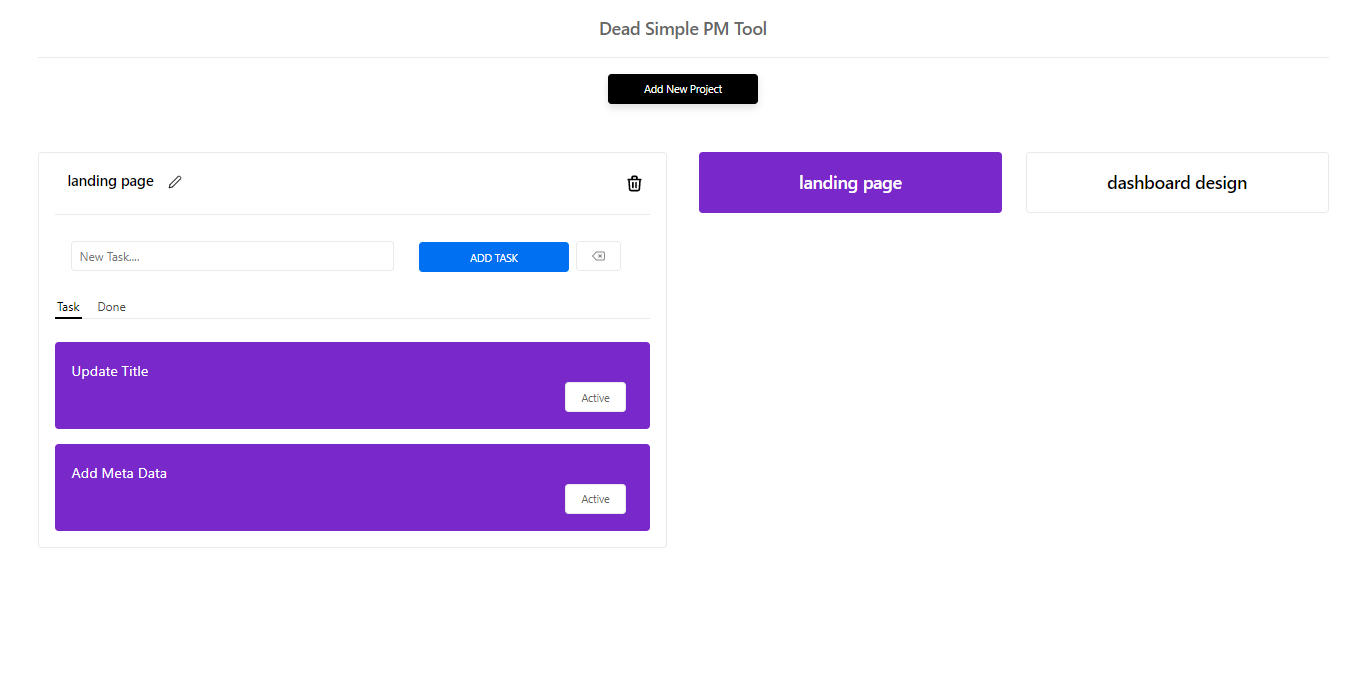 Dead Simple PM Tool
Add New Project
landing page
New Task....
ADD TASK
Task
Done
Update Title
Active
Add Meta Data
Active
landing page
dashboard design